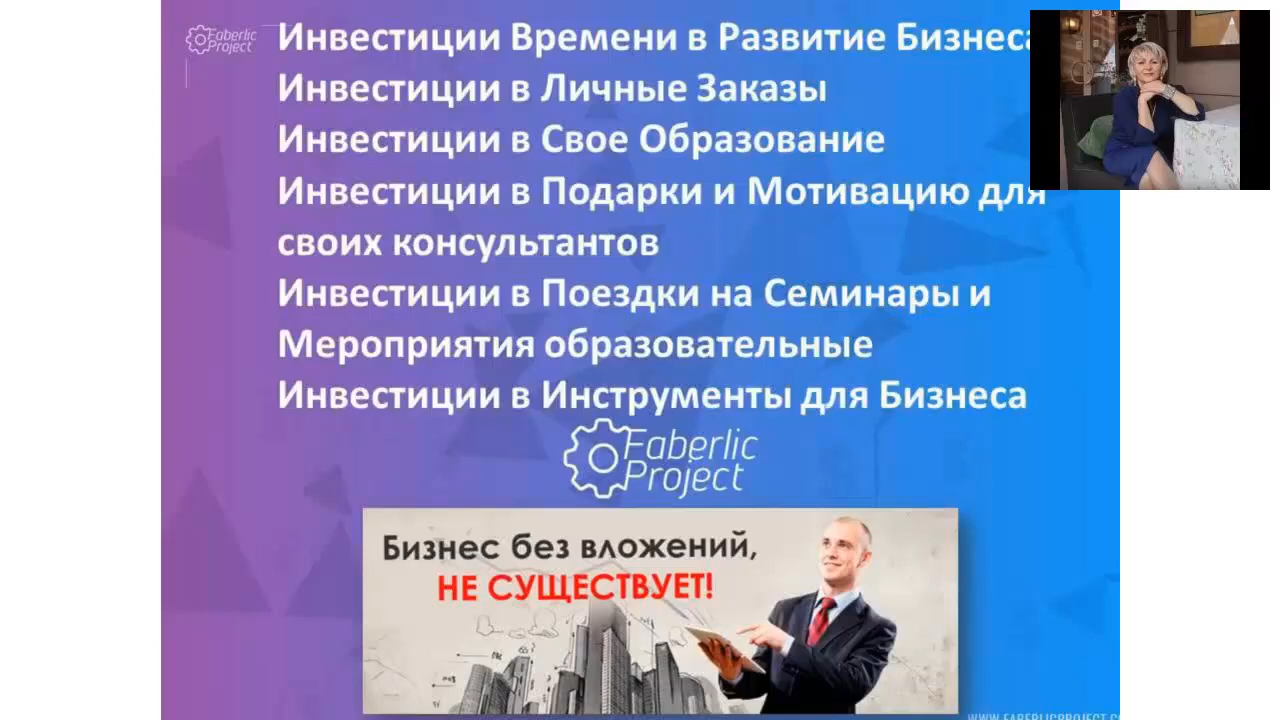 Faberlic
Project
Инвестиции Времени в Развитие Бизнеса
Инвестиции в Личные Заказы
Инвестиции в Свое Образование
Инвестиции в Подарки и Мотивацию для
своих консультантов
Инвестиции в Поездки на Семинары и
Мероприятия образовательные
Инвестиции в Инструменты для Бизнеса
Faberlic
Project
Бизнес без вложений,
НЕ СУЩЕСТВУЕТ!